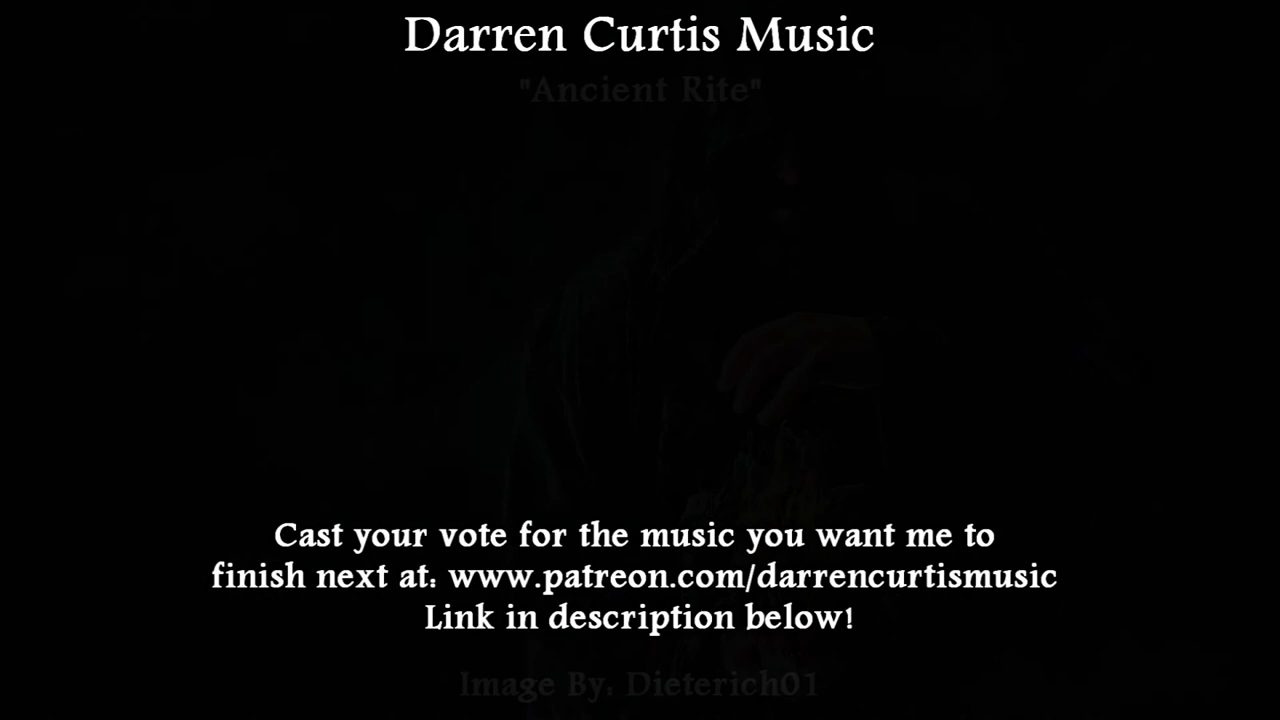 Darren Curtis Music
"Ancient Rite"
Cast your vote for the music you want me to
finish next at: www.patreon.com/darrencurtismusic
Link in description below!
Image By: Dieterich01